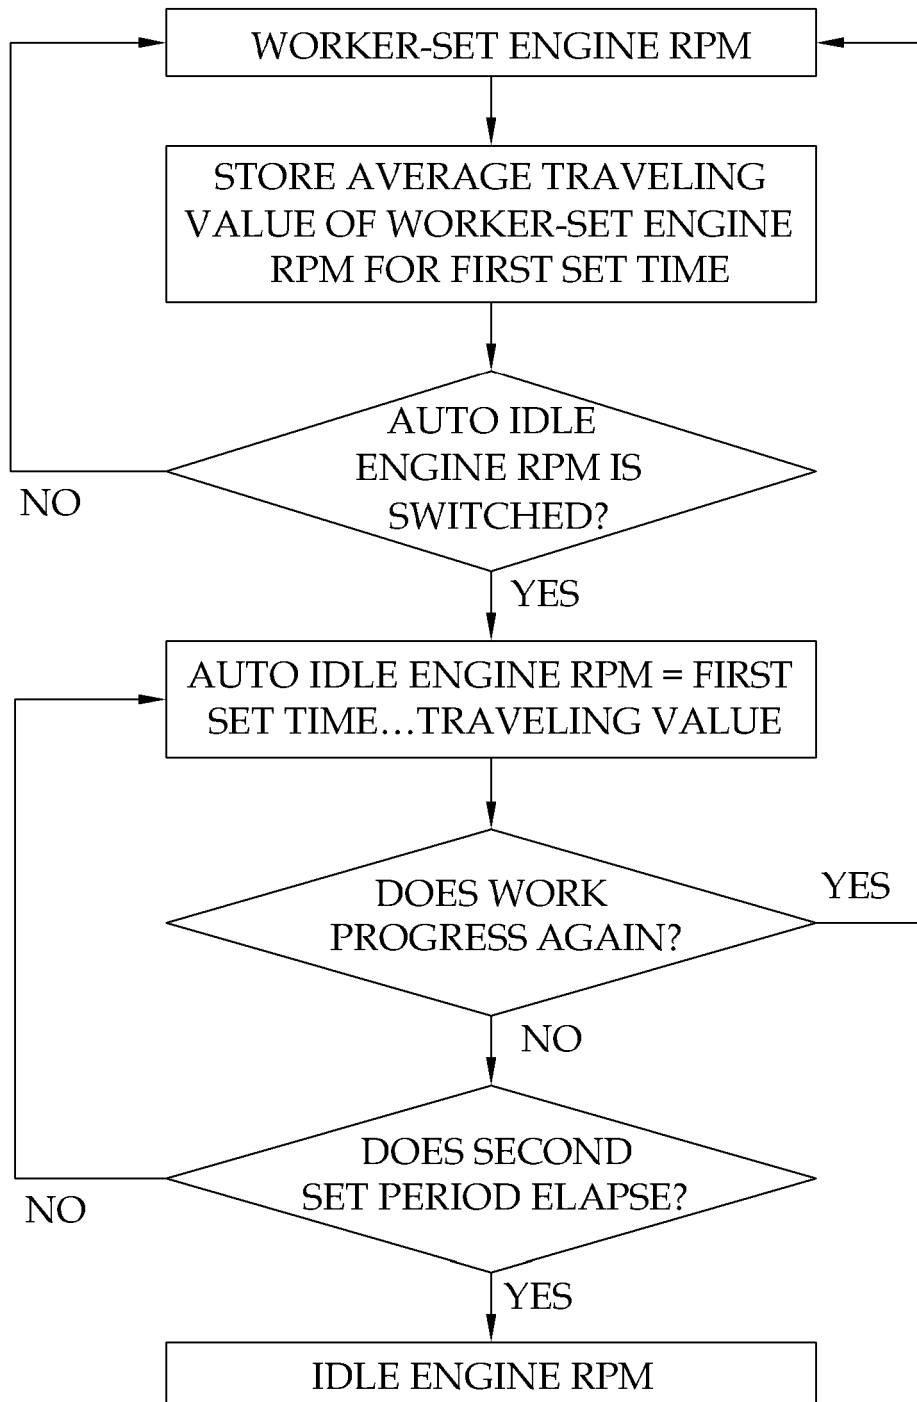 WORKER-SET ENGINE RPM
STORE AVERAGE TRAVELING
VALUE OF WORKER-SET ENGINE
RPM FOR FIRST SET TIME
AUTO IDLE
ENGINE RPM IS
SWITCHED?
NO
YES
AUTO IDLE ENGINE RPM = FIRST
SET TIME...TRAVELING VALUE
DOES WORK
PROGRESS AGAIN?
YES
NO
DOES SECOND
SET PERIOD ELAPSE?
NO
YES
IDLE ENGINE RPM